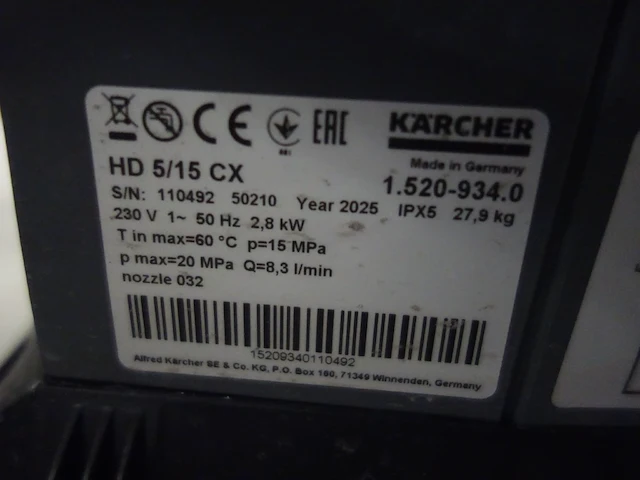 CE EAC KÄRCHER
Made in Germany
HD 5/15 CX 1.520-934.0
S/N: 110492 50210 Year 2025 IPX5 27,9 kg
230 V 1~ 50 Hz 2,8 kW
T in max=60 °C p=15 MPa
p max=20 MPa Q=8,3 l/min
nozzle 032
15209340110492
Alfred Kärcher SE & Co. KG, P.O. Box 160, 71349 Winnenden, Germany